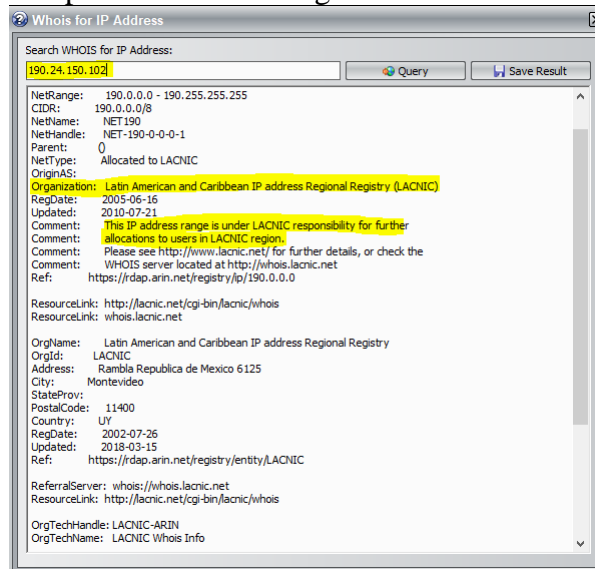 Whois for IP Address
Search WHOIS for IP Address:
190.24.150.102
Query
Save Result
NetRange: 190.0.0.0 - 190.255.255.255
CIDR: 190.0.0.0/8
NetName: NET190
NetHandle: NET-190-0-0-0-1
Parent: ()
NetType: Allocated to LACNIC
OriginAS:
Organization: Latin American and Caribbean IP address Regional Registry (LACNIC)
RegDate: 2005-06-16
Updated: 2010-07-21
Comment: This IP address range is under LACNIC responsibility for further
Comment: allocations to users in LACNIC region.
Comment: Please see http://www.lacnic.net/ for further details, or check the
Comment: WHOIS server located at http://whois.lacnic.net
Ref: https://rdap.arin.net/registry/ip/190.0.0.0
ResourceLink: http://lacnic.net/cgi-bin/lacnic/whois
ResourceLink: whois.lacnic.net
OrgName: Latin American and Caribbean IP address Regional Registry
OrgId: LACNIC
Address: Rambla Republica de Mexico 6125
City: Montevideo
StateProv:
PostalCode: 11400
Country: UY
RegDate: 2002-07-26
Updated: 2018-03-15
Ref: https://rdap.arin.net/registry/entity/LACNIC
ReferralServer: whois://whois.lacnic.net
ResourceLink: http://lacnic.net/cgi-bin/lacnic/whois
OrgTechHandle: LACNIC-ARIN
OrgTechName: LACNIC Whois Info